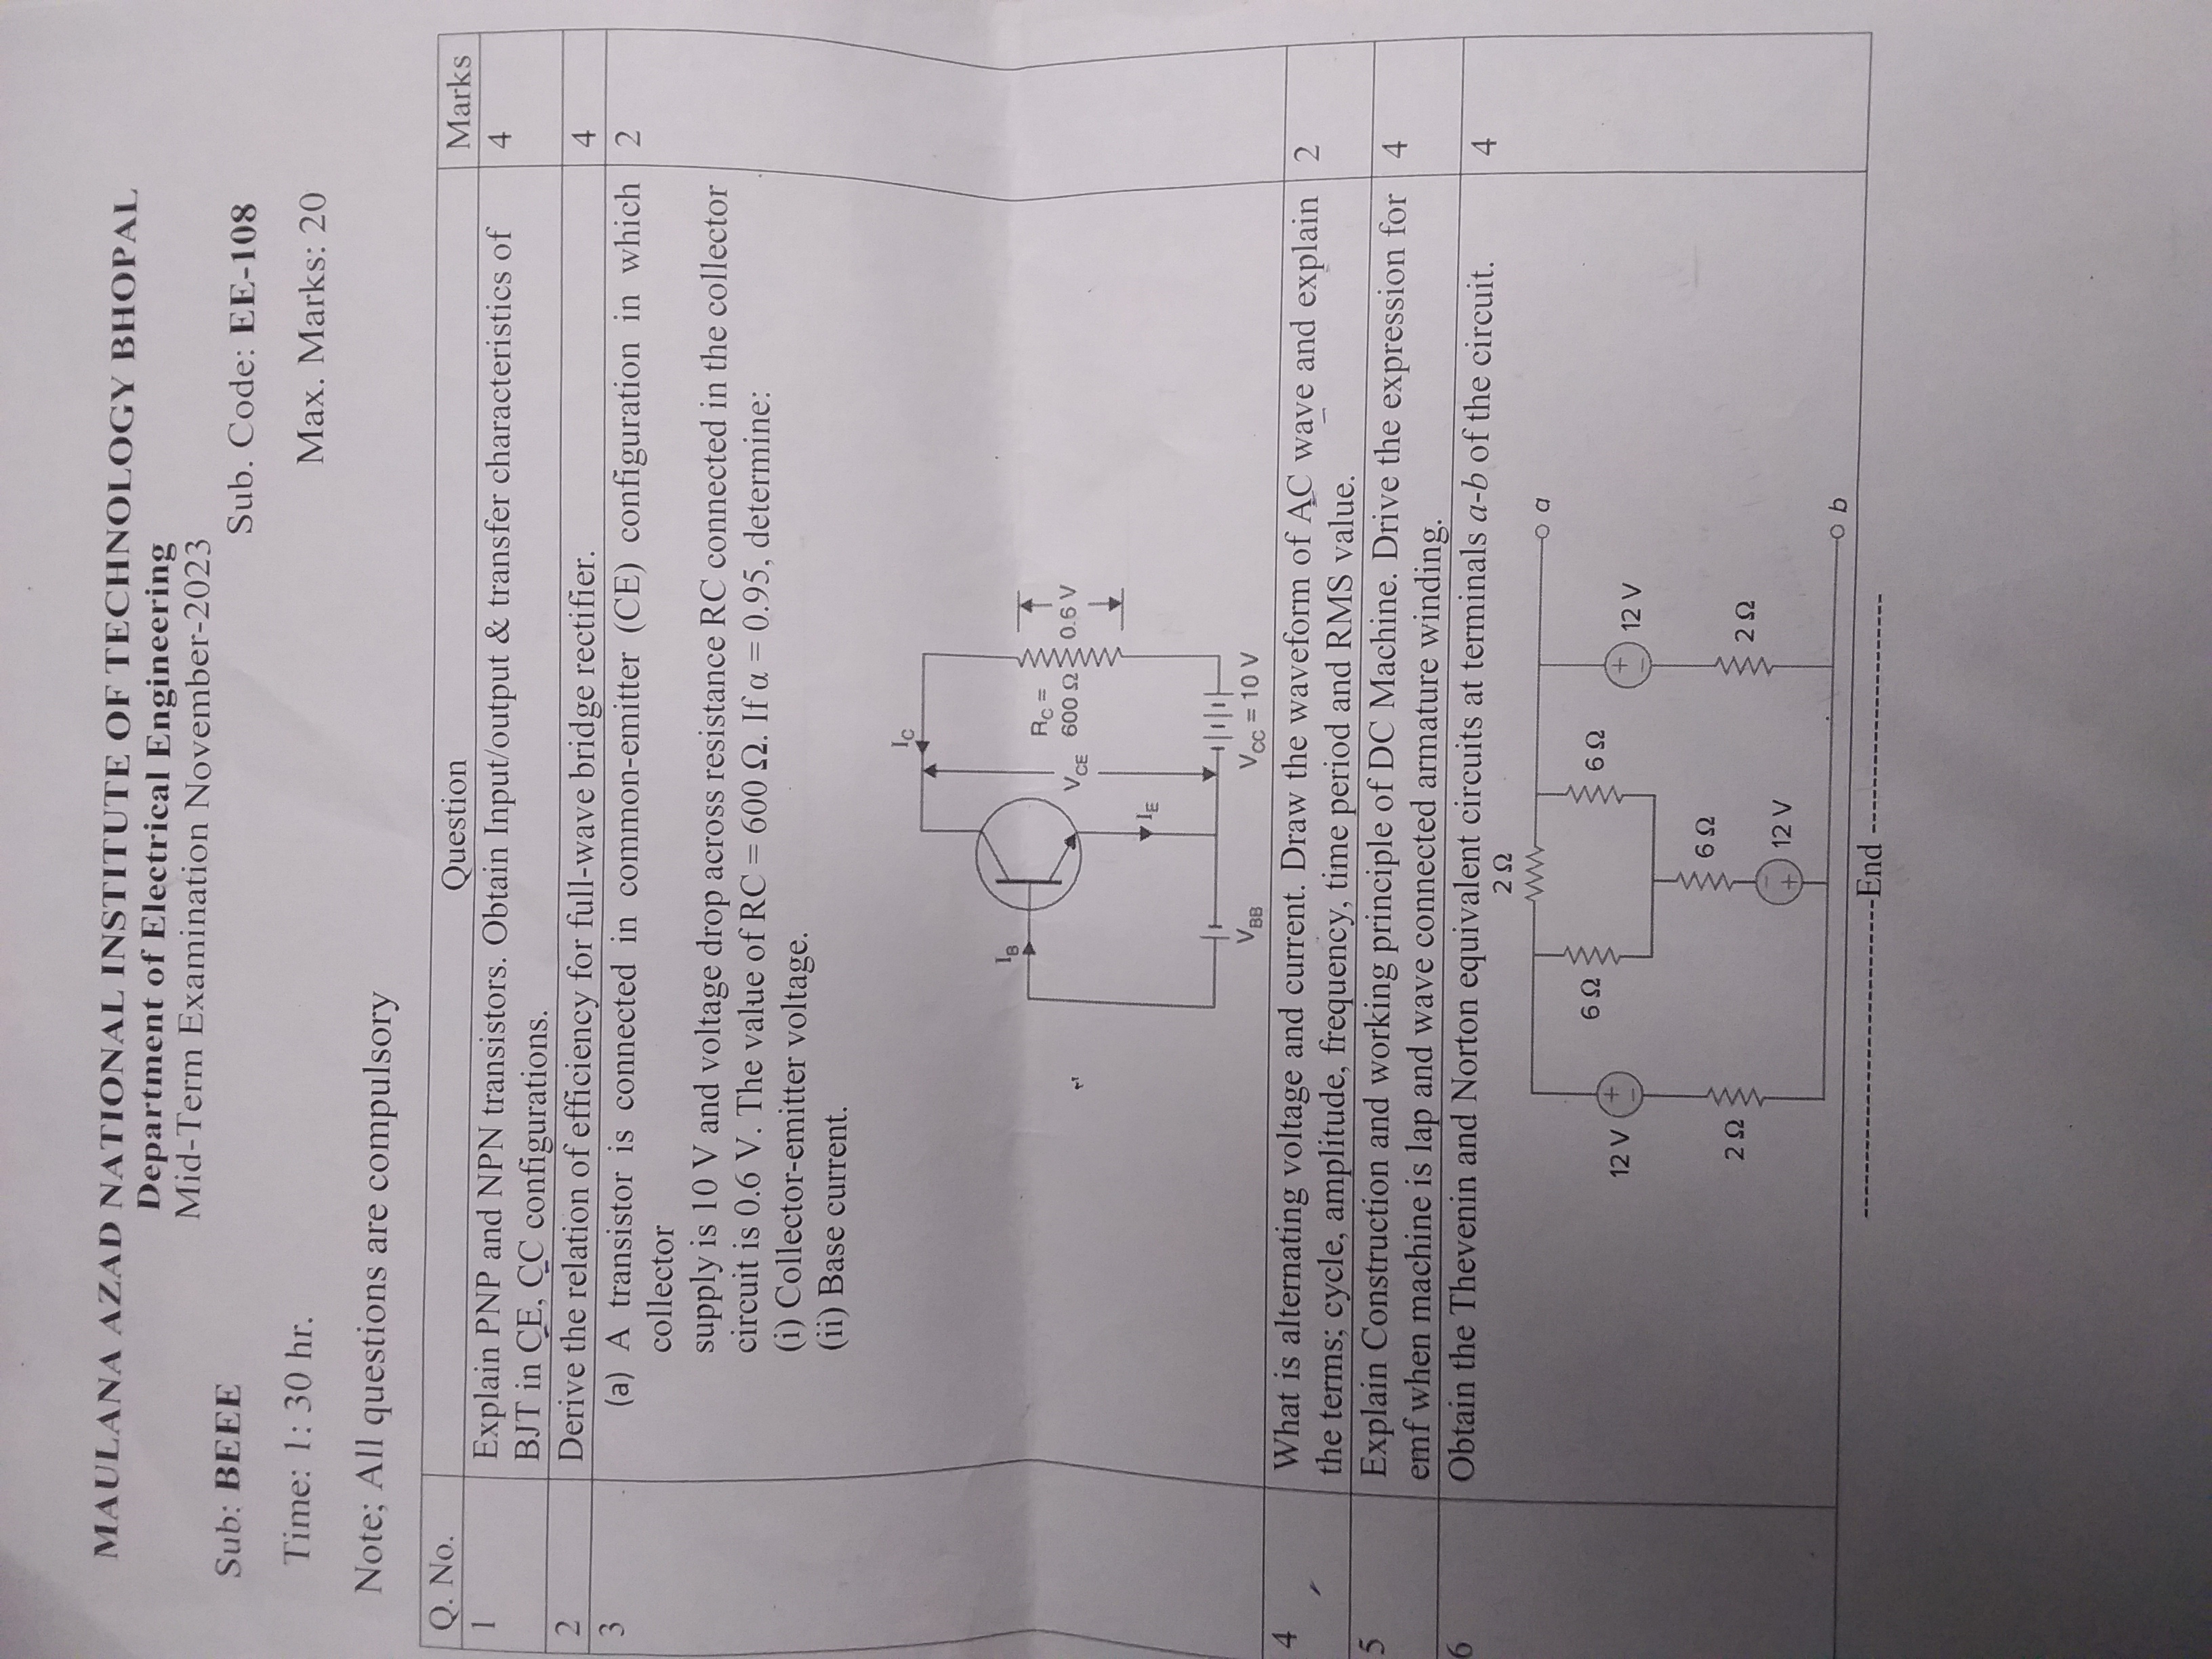 MAULANA AZAD NATIONAL INSTITUTE OF TECHNOLOGY BHOPAL
Department of Electrical Engineering
Mid-Term Examination November-2023
Sub: BEEE
Sub. Code: EE-108
Time: 1: 30 hr.
Max. Marks: 20
Note; All questions are compulsory
Q. No.
Question
Marks
1
Explain PNP and NPN transistors. Obtain Input/output & transfer characteristics of
BJT in CE, CC configurations.
4
2
Derive the relation of efficiency for full-wave bridge rectifier.
4
3
(a) A transistor is connected in common-emitter (CE) configuration in which
collector
supply is 10 V and voltage drop across resistance RC connected in the collector
circuit is 0.6 V. The value of RC = 600 Ω. If α = 0.95, determine:
(i) Collector-emitter voltage.
(ii) Base current.
2
IC
IB
RC =
600 Ω
0.6 V
VCE
IE
VBB
VCC = 10 V
4
What is alternating voltage and current. Draw the waveform of AC wave and explain
the terms; cycle, amplitude, frequency, time period and RMS value.
2
5
Explain Construction and working principle of DC Machine. Drive the expression for
emf when machine is lap and wave connected armature winding.
4
6
Obtain the Thevenin and Norton equivalent circuits at terminals a-b of the circuit.
4
2 Ω
a
6 Ω
6 Ω
12 V
+
−
+
−
12 V
6 Ω
2 Ω
2 Ω
−
+
12 V
b
---------------------------End --------------------